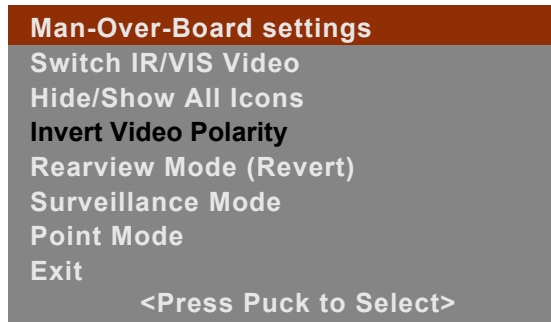 Man-Over-Board settings
Switch IR/VIS Video
Hide/Show All Icons
Invert Video Polarity
Rearview Mode (Revert)
Surveillance Mode
Point Mode
Exit
<Press Puck to Select>